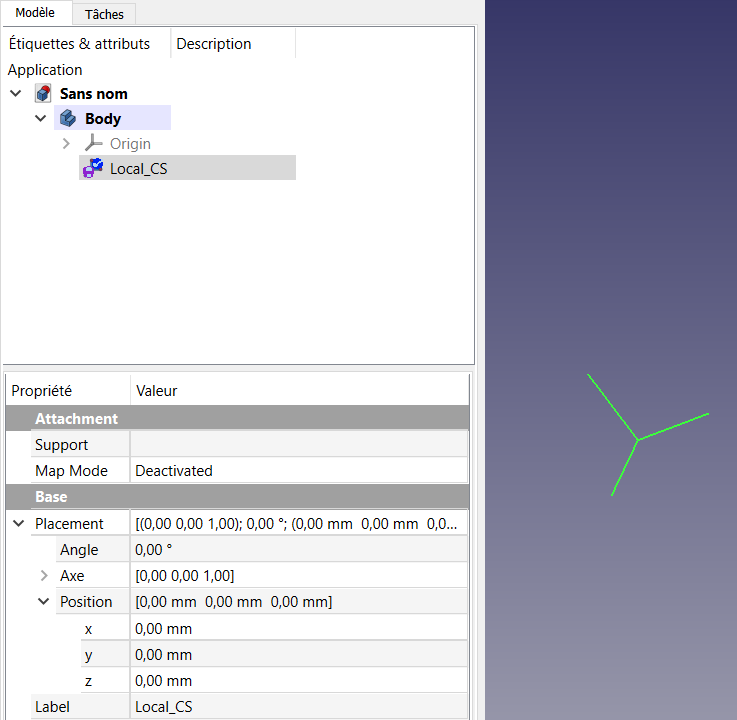 Modèle Tâches
Étiquettes & attributs Description
Application
Sans nom
Body
Origin
Local_CS
Propriété Valeur
Attachment
Support
Map Mode Deactivated
Base
Placement [(0,00 0,00 1,00); 0,00 °; (0,00 mm 0,00 mm 0,0...
Angle 0,00 °
Axe [0,00 0,00 1,00]
Position [0,00 mm 0,00 mm 0,00 mm]
x 0,00 mm
y 0,00 mm
z 0,00 mm
Label Local_CS